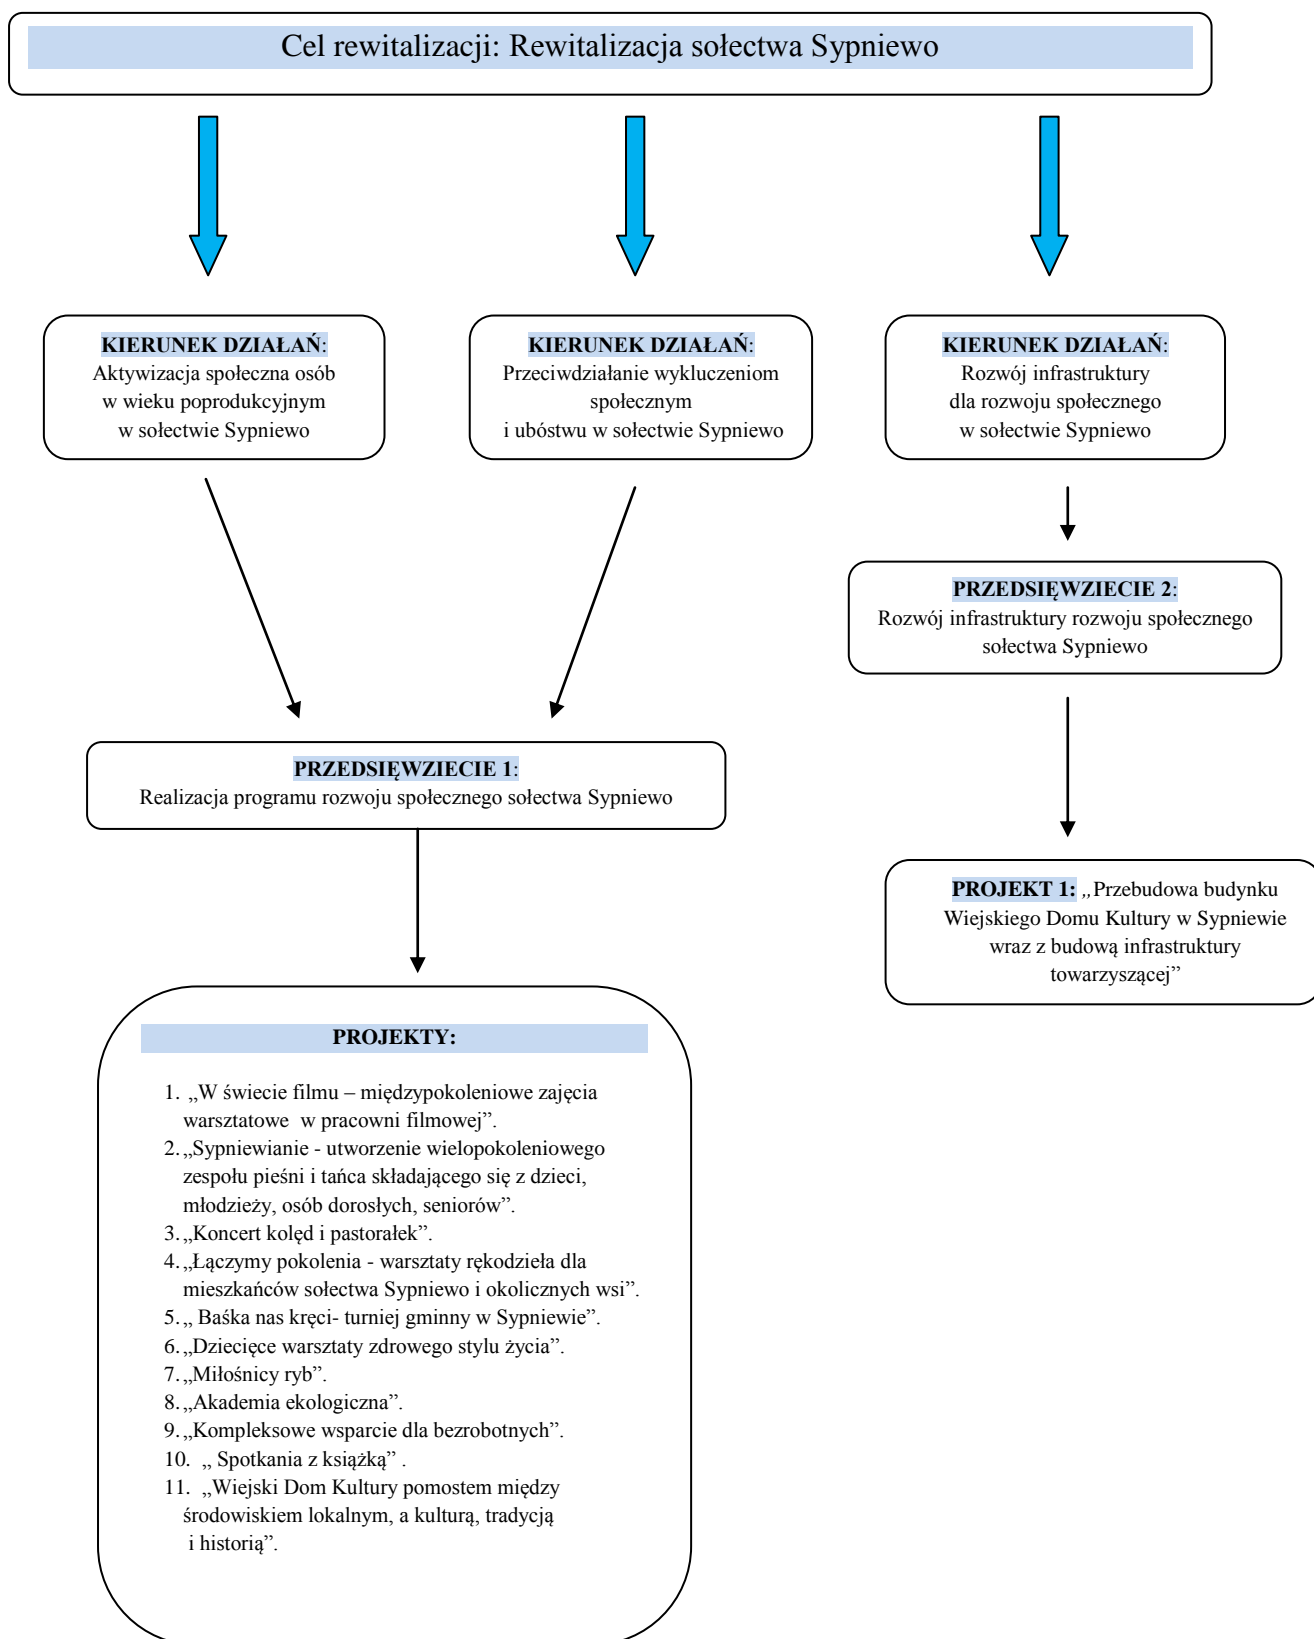 Cel rewitalizacji: Rewitalizacja sołectwa Sypniewo
KIERUNEK DZIAŁAŃ:
Aktywizacja społeczna osób
w wieku poprodukcyjnym
w sołectwie Sypniewo
KIERUNEK DZIAŁAŃ:
Przeciwdziałanie wykluczeniom
społecznym
i ubóstwu w sołectwie Sypniewo
KIERUNEK DZIAŁAŃ:
Rozwój infrastruktury
dla rozwoju społecznego
w sołectwie Sypniewo
PRZEDSIĘWZIECIE 2:
Rozwój infrastruktury rozwoju społecznego
sołectwa Sypniewo
PRZEDSIĘWZIECIE 1:
Realizacja programu rozwoju społecznego sołectwa Sypniewo
PROJEKT 1: „Przebudowa budynku
Wiejskiego Domu Kultury w Sypniewie
wraz z budową infrastruktury
towarzyszącej”
PROJEKTY:
1. „W świecie filmu – międzypokoleniowe zajęcia
warsztatowe w pracowni filmowej”.
2. „Sypniewianie - utworzenie wielopokoleniowego
zespołu pieśni i tańca składającego się z dzieci,
młodzieży, osób dorosłych, seniorów”.
3. „Koncert kolęd i pastorałek”.
4. „Łączymy pokolenia - warsztaty rękodzieła dla
mieszkańców sołectwa Sypniewo i okolicznych wsi”.
5. „ Baśka nas kręci- turniej gminny w Sypniewie”.
6. „Dziecięce warsztaty zdrowego stylu życia”.
7. „Miłośnicy ryb”.
8. „Akademia ekologiczna”.
9. „Kompleksowe wsparcie dla bezrobotnych”.
10. „ Spotkania z książką” .
11. „Wiejski Dom Kultury pomostem między
środowiskiem lokalnym, a kulturą, tradycją
i historią”.